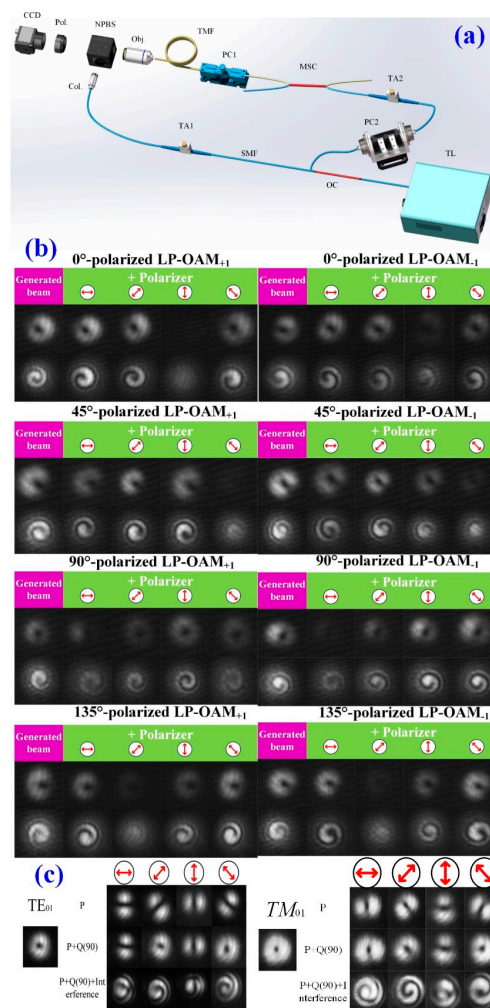 (a)
CCD
Pol.
NPBS
Obj.
TMF
PC1
MSC
TA2
Col.
TA1
SMF
PC2
OC
TL
(b)
0°-polarized LP-OAM+1 0°-polarized LP-OAM-1
Generated beam + Polarizer Generated beam + Polarizer
45°-polarized LP-OAM+1 45°-polarized LP-OAM-1
Generated beam + Polarizer Generated beam + Polarizer
90°-polarized LP-OAM+1 90°-polarized LP-OAM-1
Generated beam + Polarizer Generated beam + Polarizer
135°-polarized LP-OAM+1 135°-polarized LP-OAM-1
Generated beam + Polarizer Generated beam + Polarizer
(c)
TE01 P TM01 P
P+Q(90) P+Q(90)
P+Q(90)+Int P+Q(90)+I
erference nterference